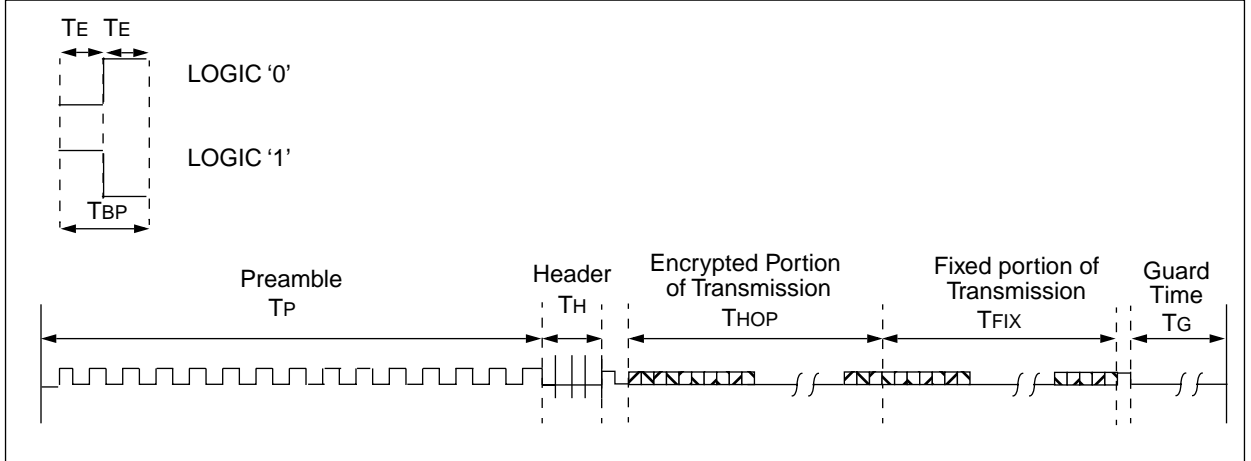 TE TE
LOGIC ‘0’
LOGIC ‘1’
TBP
Preamble
TP
Header
TH
Encrypted Portion
of Transmission
THOP
Fixed portion of
Transmission
TFIX
Guard
Time
TG